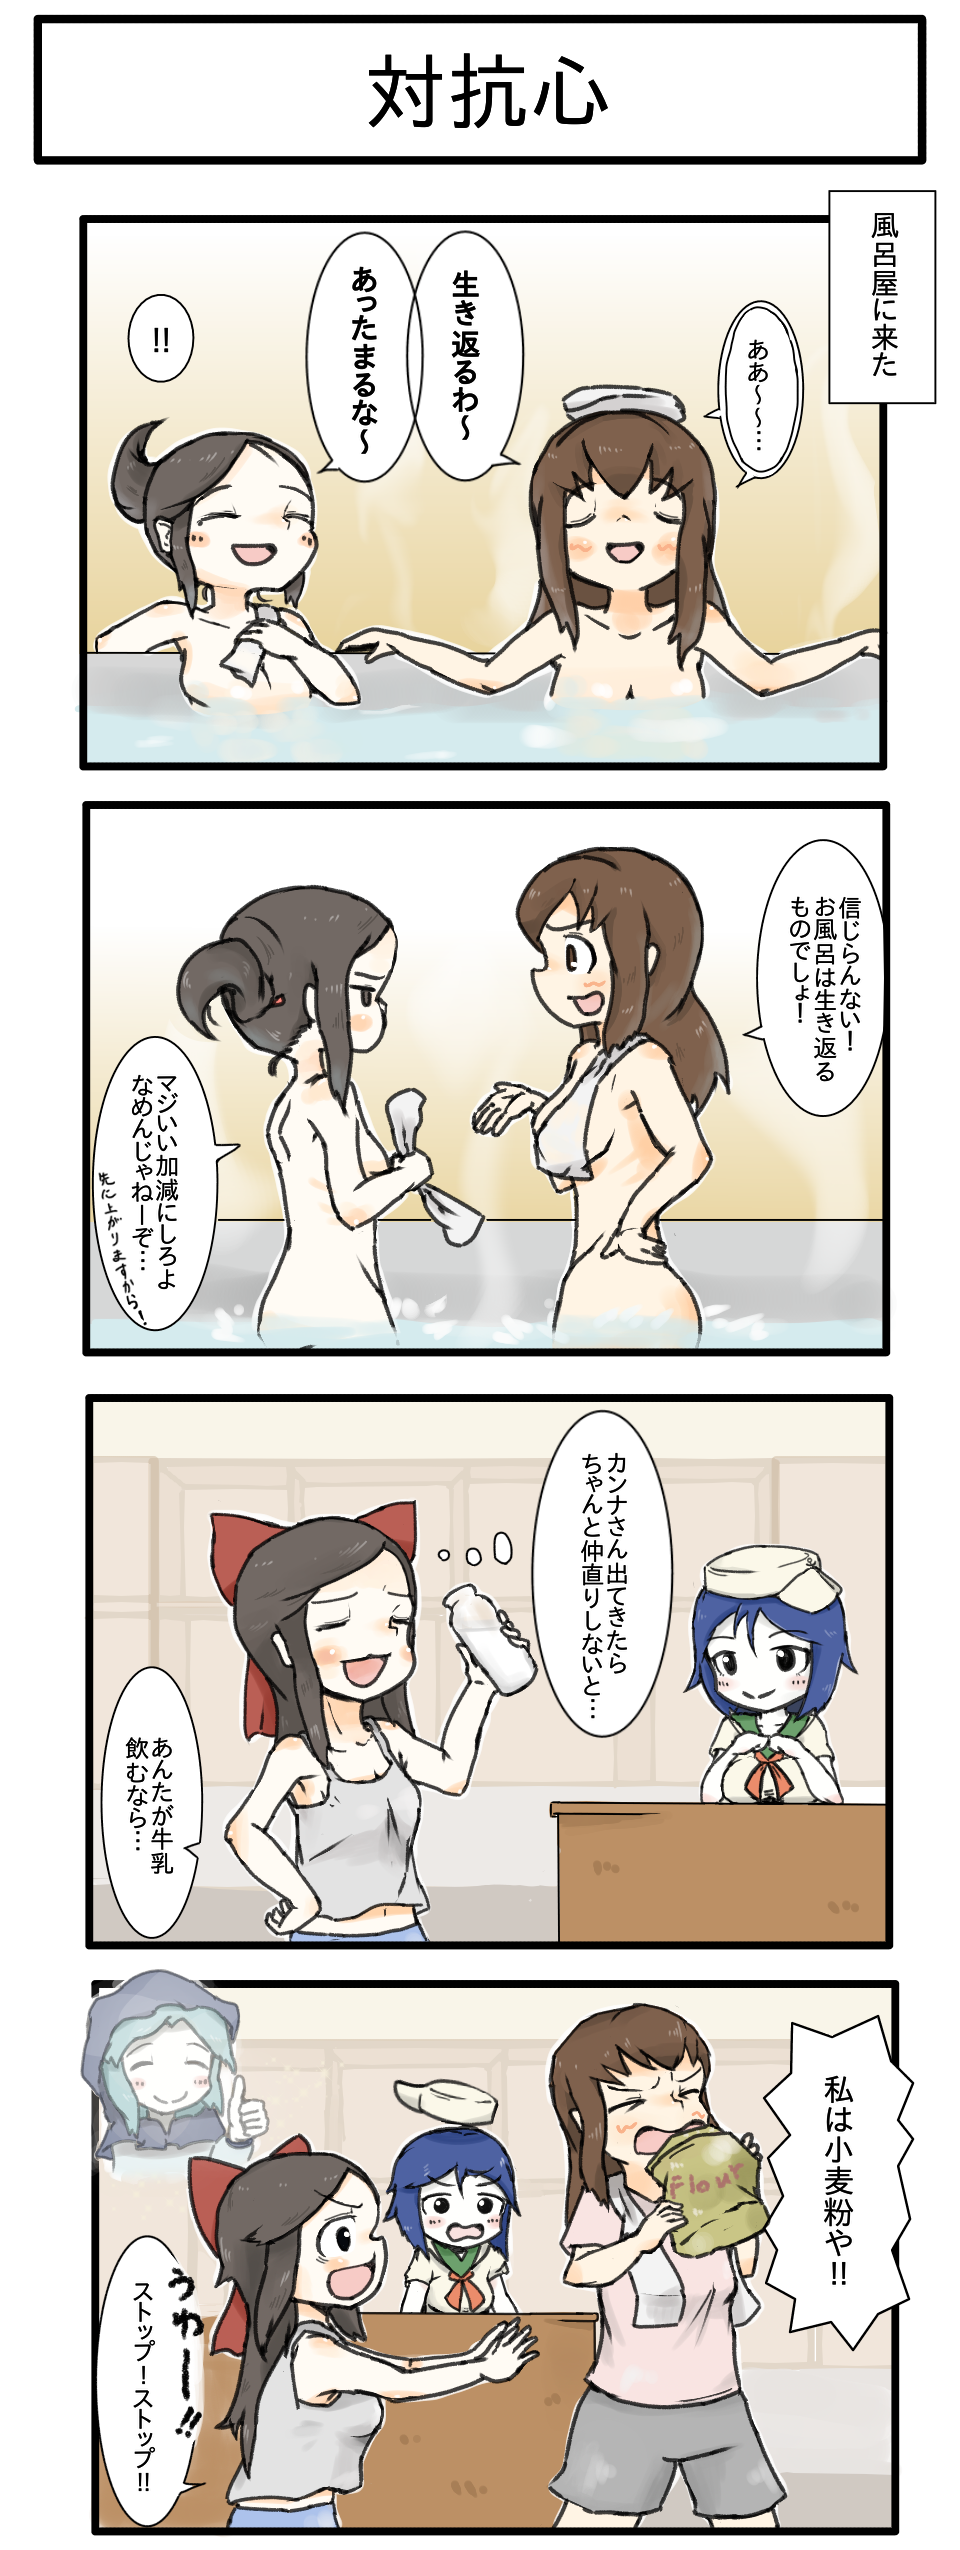 対抗心
風呂屋に来た
ああ～～…
生き返るわ～
あったまるな～
!!
信じらんない！
お風呂は生き返る
ものでしょ！
マジいい加減にしろよ
なめんじゃねーぞ…
先に上がりますから！
カンナさん出てきたら
ちゃんと仲直りしないと…
あんたが牛乳
飲むなら…
私は小麦粉や!!
Flour
うわー!!
ストップ！ストップ!!